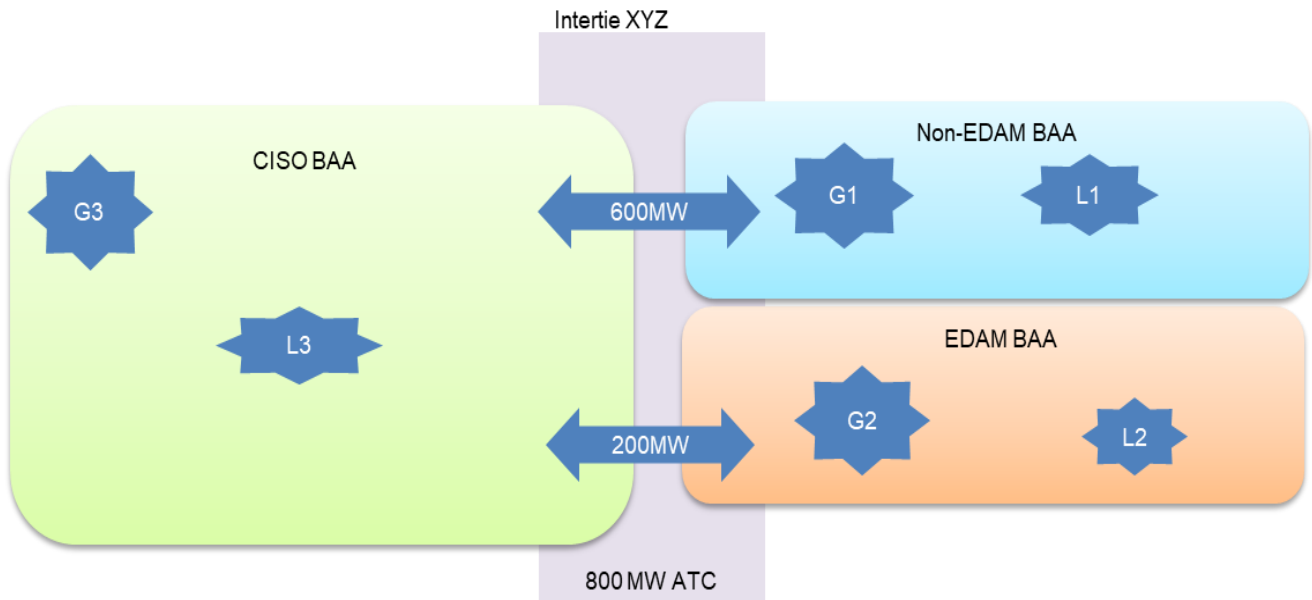 Intertie XYZ
CISO BAA
G3
L3
600MW
200MW
Non-EDAM BAA
G1
L1
EDAM BAA
G2
L2
800 MW ATC